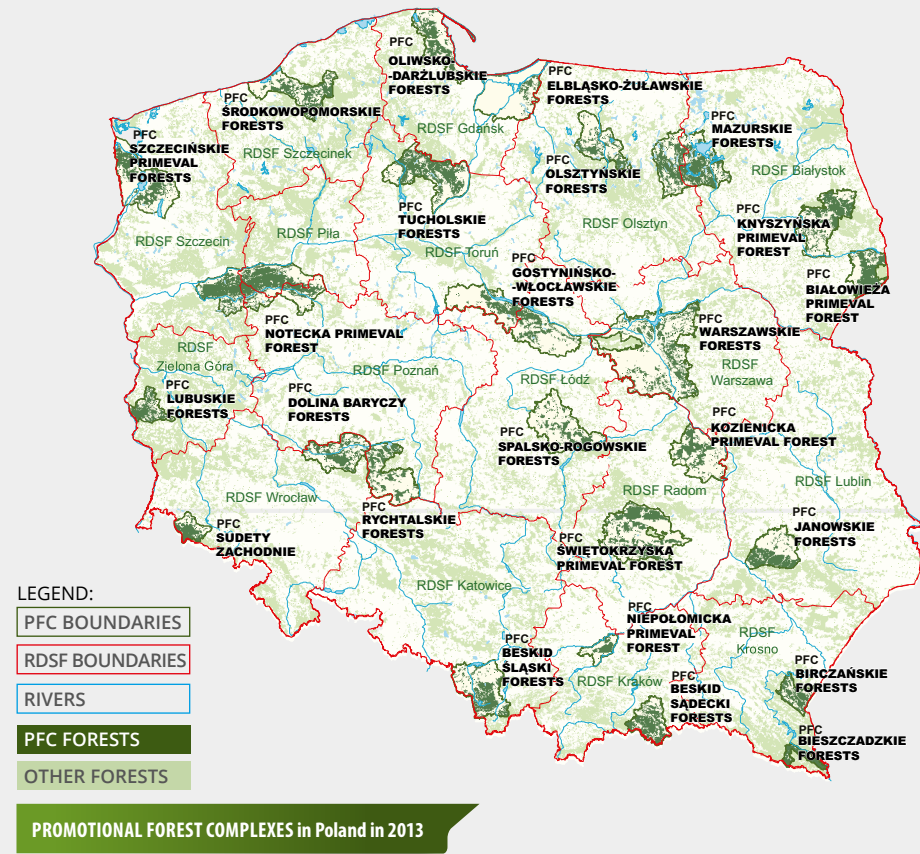 PFC
OLIWSKO-
-DARŻLUBSKIE
FORESTS
PFC
ELBLĄSKO-ŻUŁAWSKIE
FORESTS
PFC
ŚRODKOWOPOMORSKIE
FORESTS
RDSF Gdańsk
PFC
MAZURSKIE
FORESTS
PFC
SZCZECIŃSKIE
PRIMEVAL
FORESTS
RDSF Szczecinek
PFC
OLSZTYŃSKIE
FORESTS
RDSF Białystok
PFC
TUCHOLSKIE
FORESTS
PFC
KNYSZYŃSKA
PRIMEVAL
FOREST
RDSF Szczecin
RDSF Piła
RDSF Toruń
RDSF Olsztyn
PFC
GOSTYNIŃSKO-
-WŁOCŁAWSKIE
FORESTS
PFC
BIAŁOWIEŻA
PRIMEVAL
FOREST
PFC
NOTECKA PRIMEVAL
FOREST
PFC
WARSZAWSKIE
FORESTS
RDSF
Zielona Góra
RDSF Poznań
RDSF Łódź
RDSF
Warszawa
PFC
LUBUSKIE
FORESTS
PFC
DOLINA BARYCZY
FORESTS
PFC
SPALSKO-ROGOWSKIE
FORESTS
PFC
KOZIENICKA
PRIMEVAL FOREST
RDSF Wrocław
RDSF Radom
RDSF Lublin
PFC
SUDETY
ZACHODNIE
PFC
RYCHTALSKIE
FORESTS
PFC
ŚWIĘTOKRZYSKA
PRIMEVAL FOREST
PFC
JANOWSKIE
FORESTS
RDSF Katowice
PFC
NIEPOŁOMICKA
PRIMEVAL
FOREST
RDSF
Krosno
PFC
BESKID
ŚLĄSKI
FORESTS
RDSF Kraków
PFC
BESKID
SĄDECKI
FORESTS
PFC
BIRCZAŃSKIE
FORESTS
PFC
BIESZCZADZKIE
FORESTS
LEGEND:
PFC BOUNDARIES
RDSF BOUNDARIES
RIVERS
PFC FORESTS
OTHER FORESTS
PROMOTIONAL FOREST COMPLEXES in Poland in 2013